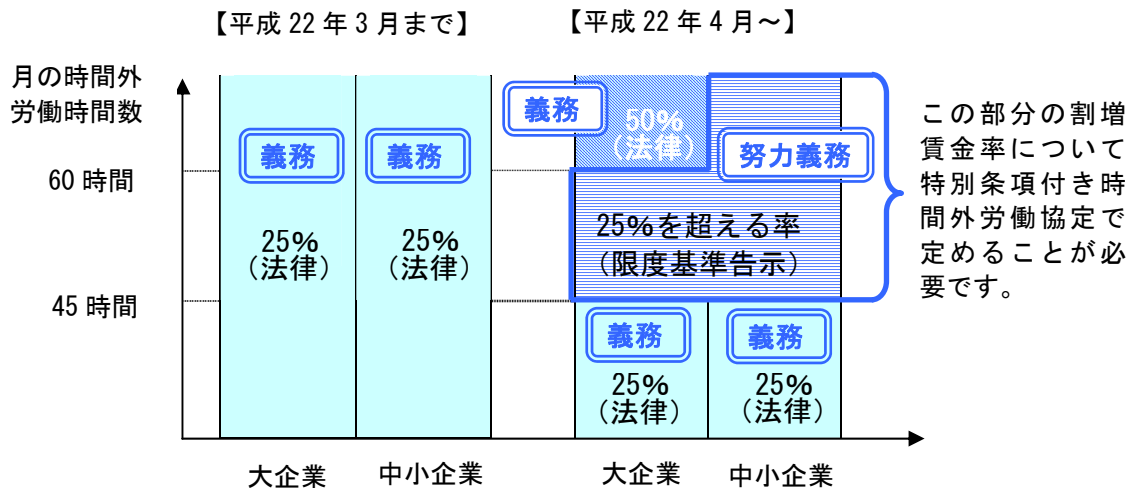 【平成 22 年 3 月まで】
【平成 22 年 4 月～】
月の時間外
労働時間数
60 時間
45 時間
義務
25%
（法律）
義務
25%
（法律）
義務
50%
（法律）
努力義務
25%を超える率
（限度基準告示）
義務
25%
（法律）
義務
25%
（法律）
この部分の割増
賃金率について
特別条項付き時
間外労働協定で
定めることが必
要です。
大企業
中小企業
大企業
中小企業